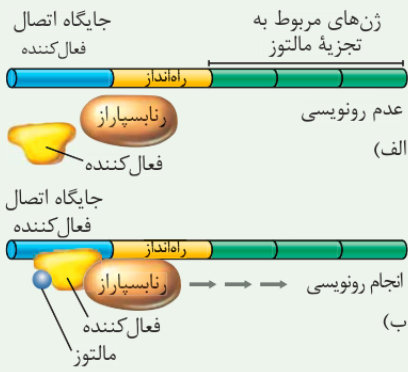 ژن‌های مربوط به
تجزیهٔ مالتوز
جایگاه اتصال
فعال‌کننده
راه‌انداز
رنابسپاراز
عدم رونویسی
فعال‌کننده
الف)
جایگاه اتصال
فعال‌کننده
راه‌انداز
رنابسپاراز
انجام رونویسی
فعال‌کننده
ب)
مالتوز